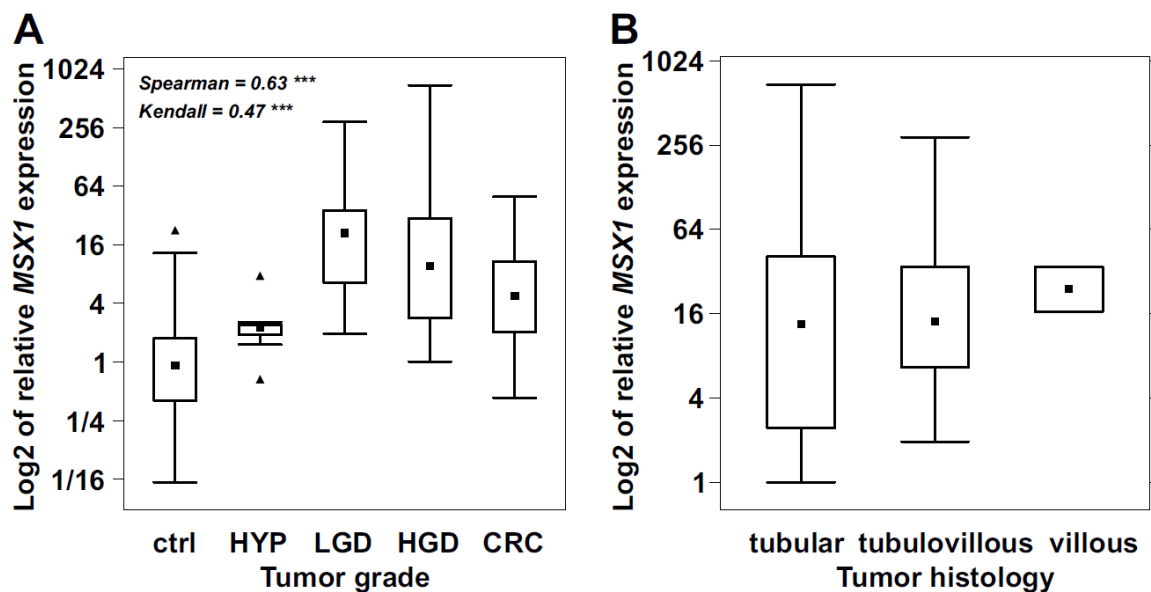 A
Log2 of relative MSX1 expression
1024
256
64
16
4
1
1/4
1/16
Spearman = 0.63 ***
Kendall = 0.47 ***
ctrl HYP LGD HGD CRC
Tumor grade
B
Log2 of relative MSX1 expression
1024
256
64
16
4
1
tubular tubulovillous villous
Tumor histology